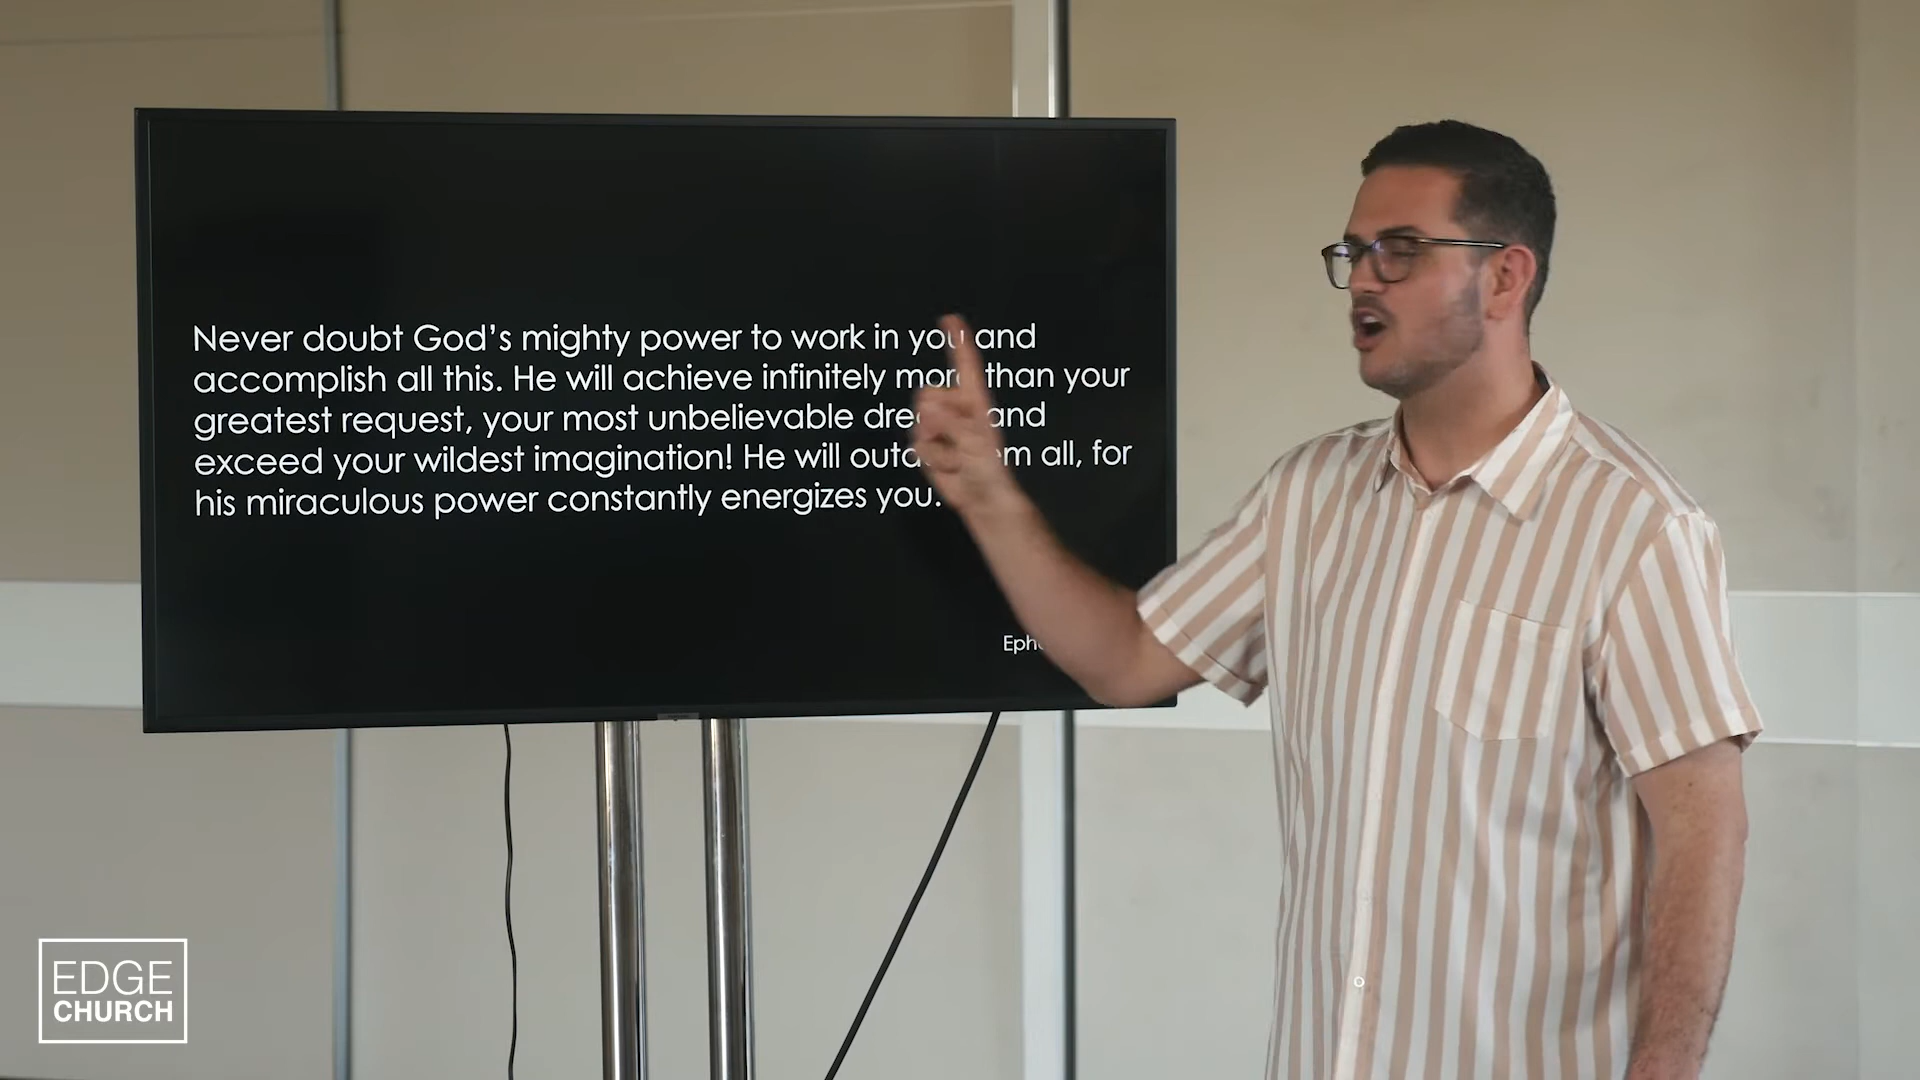 Never doubt God's mighty power to work in you and
accomplish all this. He will achieve infinitely more than your
greatest request, your most unbelievable and
exceed your wildest imagination! He will all, for
his miraculous power constantly energizes you.
EDGE
CHURCH